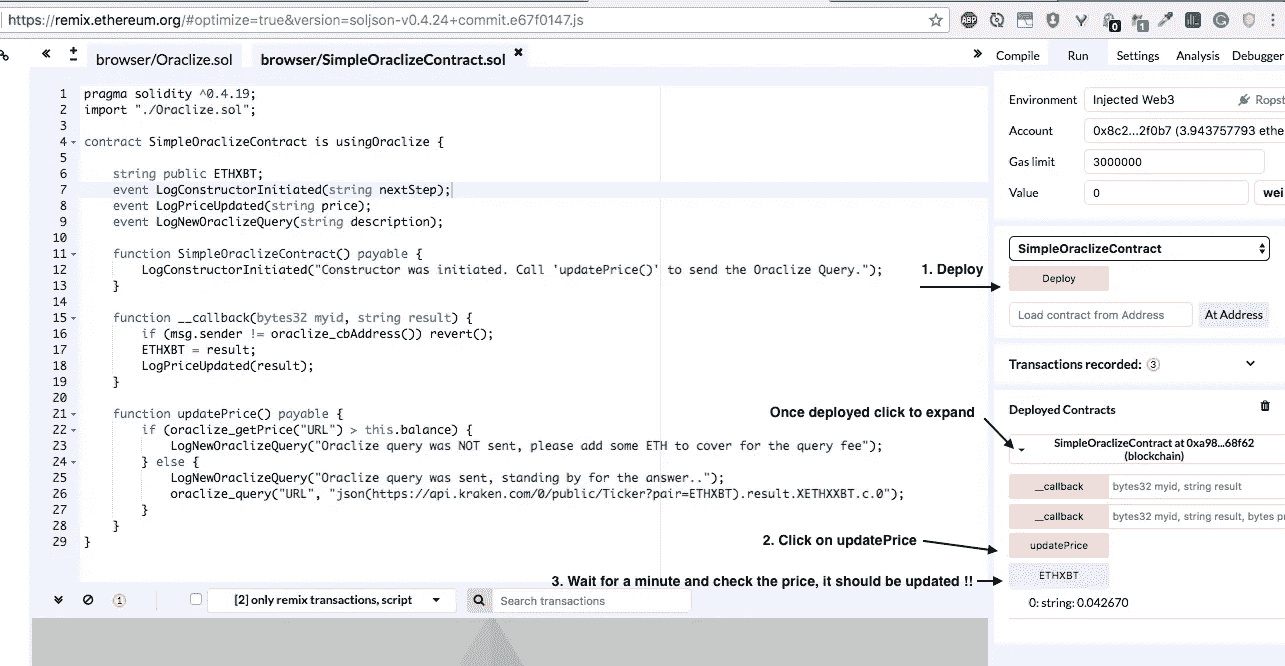 https://remix.ethereum.org/#optimize=true&version=soljson-v0.4.24+commit.e67f0147.js
ABP
0
1
browser/Oraclize.sol
browser/SimpleOraclizeContract.sol
Compile
Run
Settings
Analysis
Debugger
1 pragma solidity ^0.4.19;
2 import "./Oraclize.sol";
3
4 contract SimpleOraclizeContract is usingOraclize {
5
6 string public ETHXBT;
7 event LogConstructorInitiated(string nextStep);
8 event LogPriceUpdated(string price);
9 event LogNewOraclizeQuery(string description);
10
11 function SimpleOraclizeContract() payable {
12 LogConstructorInitiated("Constructor was initiated. Call 'updatePrice()' to send the Oraclize Query.");
13 }
14
15 function __callback(bytes32 myid, string result) {
16 if (msg.sender != oraclize_cbAddress()) revert();
17 ETHXBT = result;
18 LogPriceUpdated(result);
19 }
20
21 function updatePrice() payable {
22 if (oraclize_getPrice("URL") > this.balance) {
23 LogNewOraclizeQuery("Oraclize query was NOT sent, please add some ETH to cover for the query fee");
24 } else {
25 LogNewOraclizeQuery("Oraclize query was sent, standing by for the answer..");
26 oraclize_query("URL", "json(https://api.kraken.com/0/public/Ticker?pair=ETHXBT).result.XETHXXBT.c.0");
27 }
28 }
29 }
Environment
Injected Web3
Rops
Account
0x8c2...2f0b7 (3.943757793 ethe
Gas limit
3000000
Value
0
wei
SimpleOraclizeContract
1. Deploy
Deploy
Load contract from Address
At Address
Transactions recorded: 3
Deployed Contracts
Once deployed click to expand
SimpleOraclizeContract at 0xa98...68f62
(blockchain)
__callback
bytes32 myid, string result
__callback
bytes32 myid, string result, bytes p
2. Click on updatePrice
updatePrice
3. Wait for a minute and check the price, it should be updated !!
ETHXBT
0: string: 0.042670
1
[2] only remix transactions, script
Search transactions